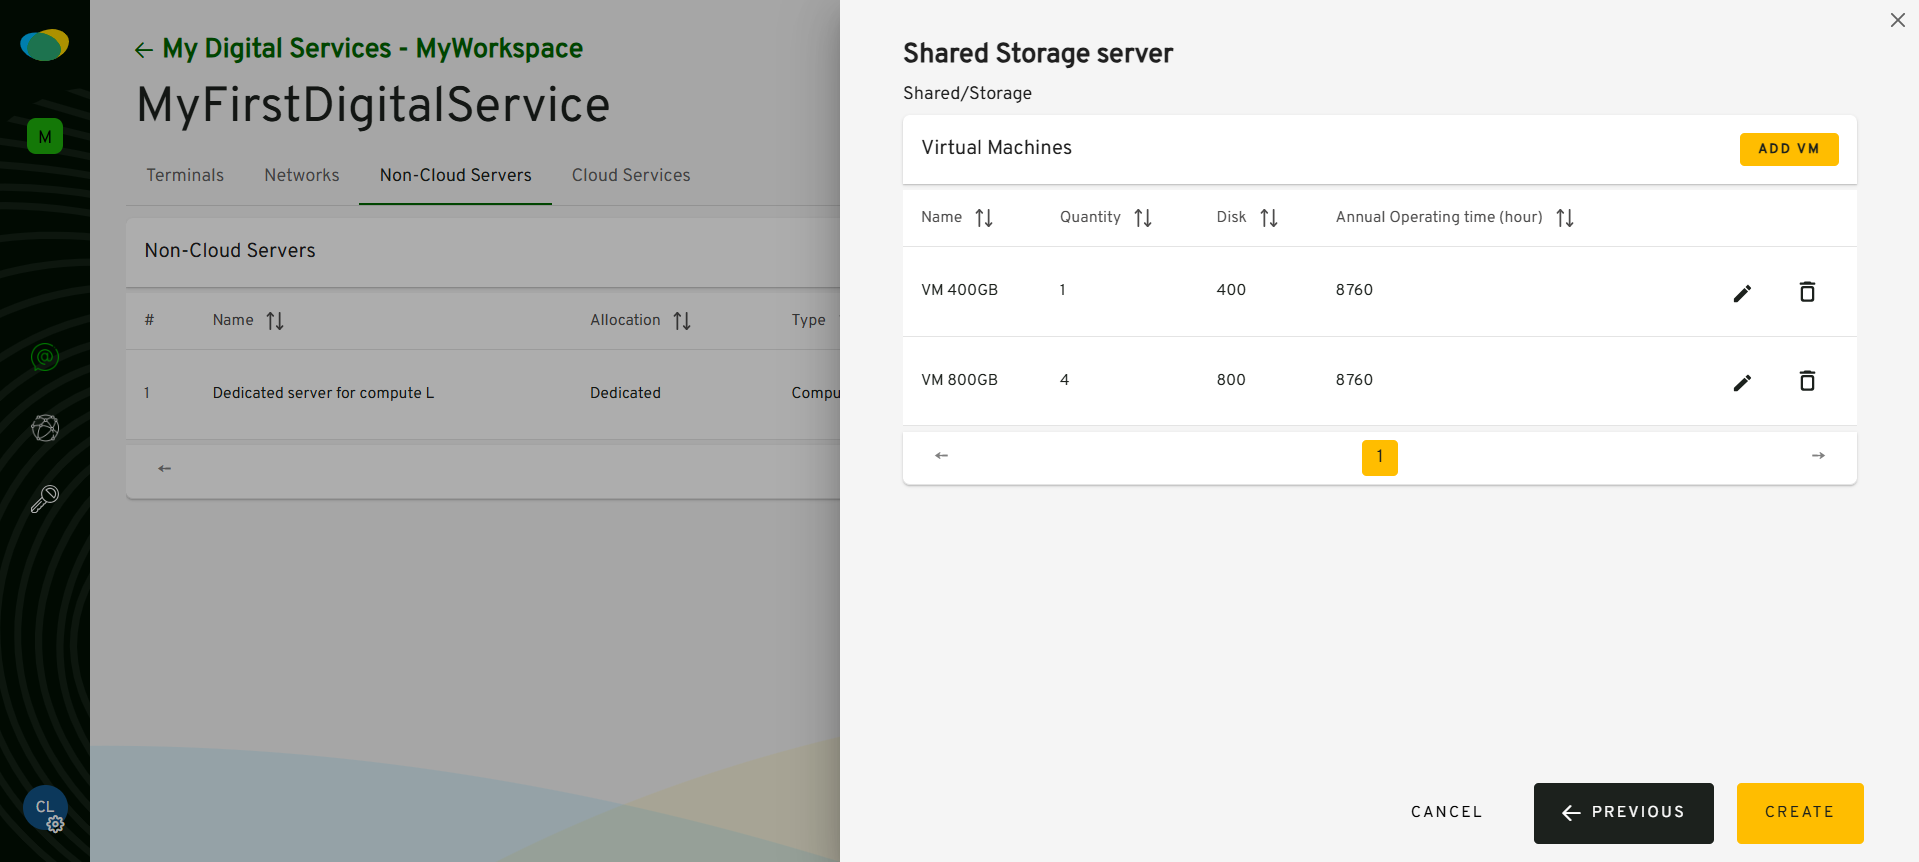 ← My Digital Services - MyWorkspace
MyFirstDigitalService
M
Terminals Networks Non-Cloud Servers Cloud Services
Non-Cloud Servers
# Name Allocation Type
1 Dedicated server for compute L Dedicated Compu
←
CL
Shared Storage server
Shared/Storage
Virtual Machines ADD VM
Name Quantity Disk Annual Operating time (hour)
VM 400GB 1 400 8760
VM 800GB 4 800 8760
← 1 →
CANCEL ← PREVIOUS CREATE